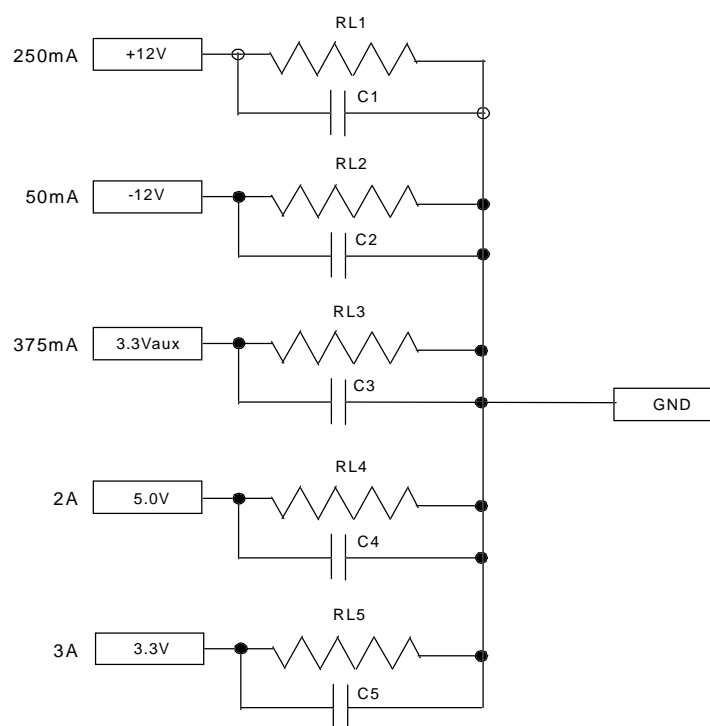 RL1
250mA
+12V
C1
RL2
50mA
-12V
C2
RL3
375mA
3.3Vaux
C3
GND
RL4
2A
5.0V
C4
RL5
3A
3.3V
C5